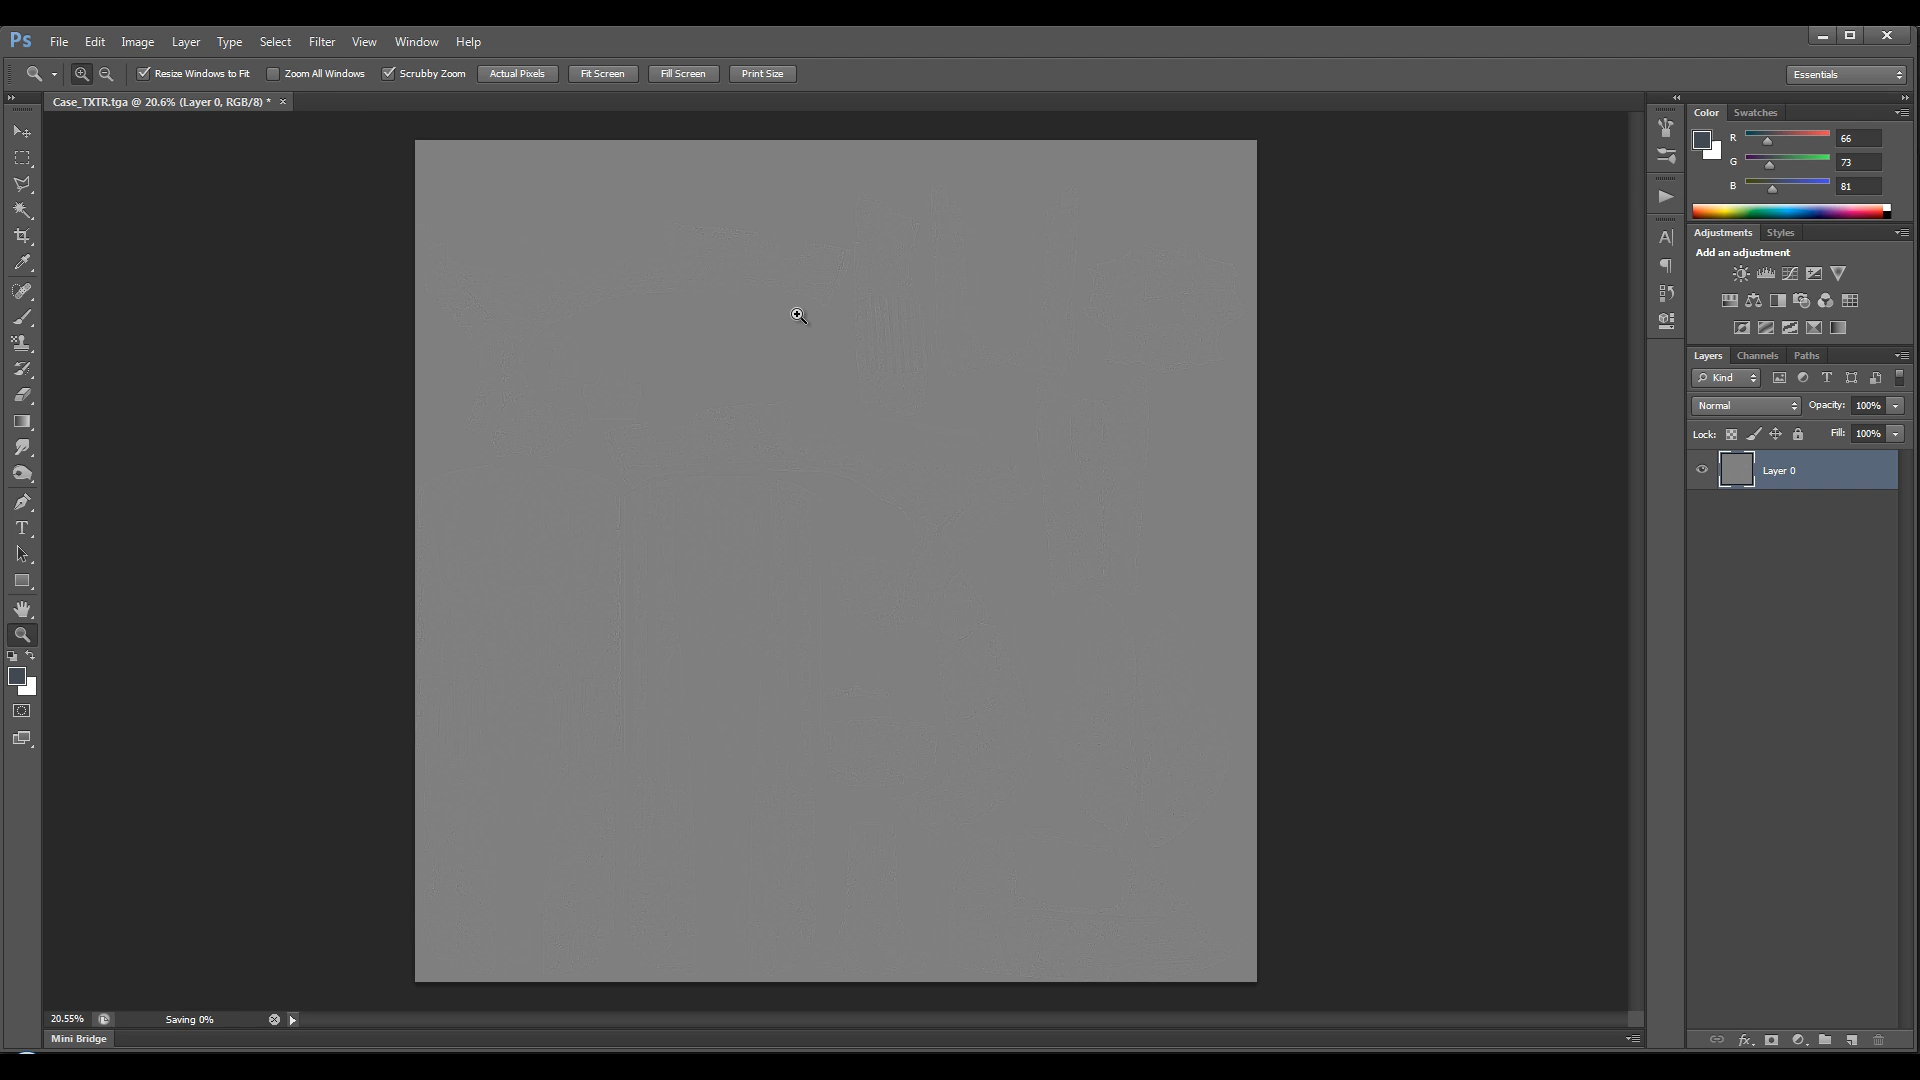 Ps File Edit Image Layer Type Select Filter View Window Help
Resize Windows to Fit Zoom All Windows Scrubby Zoom Actual Pixels Fit Screen Fill Screen Print Size Essentials
Case_TXTR.tga @ 20.6% (Layer 0, RGB/8) * ×
Color Swatches
R 66
G 73
B 81
Adjustments Styles
Add an adjustment
Layers Channels Paths
Kind
Normal Opacity: 100%
Lock: Fill: 100%
Layer 0
20.55% Saving 0%
Mini Bridge